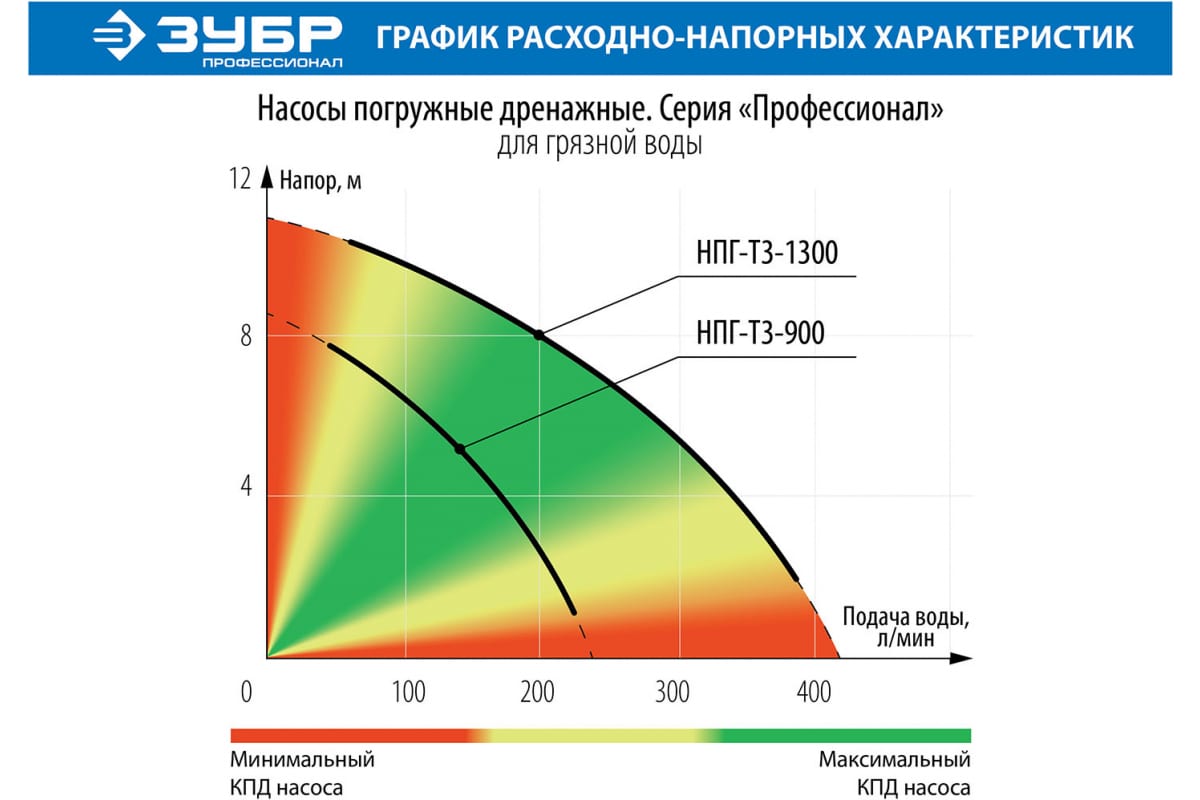 ЗУБР
ПРОФЕССИОНАЛ
ГРАФИК РАСХОДНО-НАПОРНЫХ ХАРАКТЕРИСТИК
Насосы погружные дренажные. Серия «Профессионал»
для грязной воды
12
Напор, м
НПГ-Т3-1300
8
НПГ-Т3-900
4
Подача воды,
л/мин
0 100 200 300 400
Минимальный
КПД насоса
Максимальный
КПД насоса